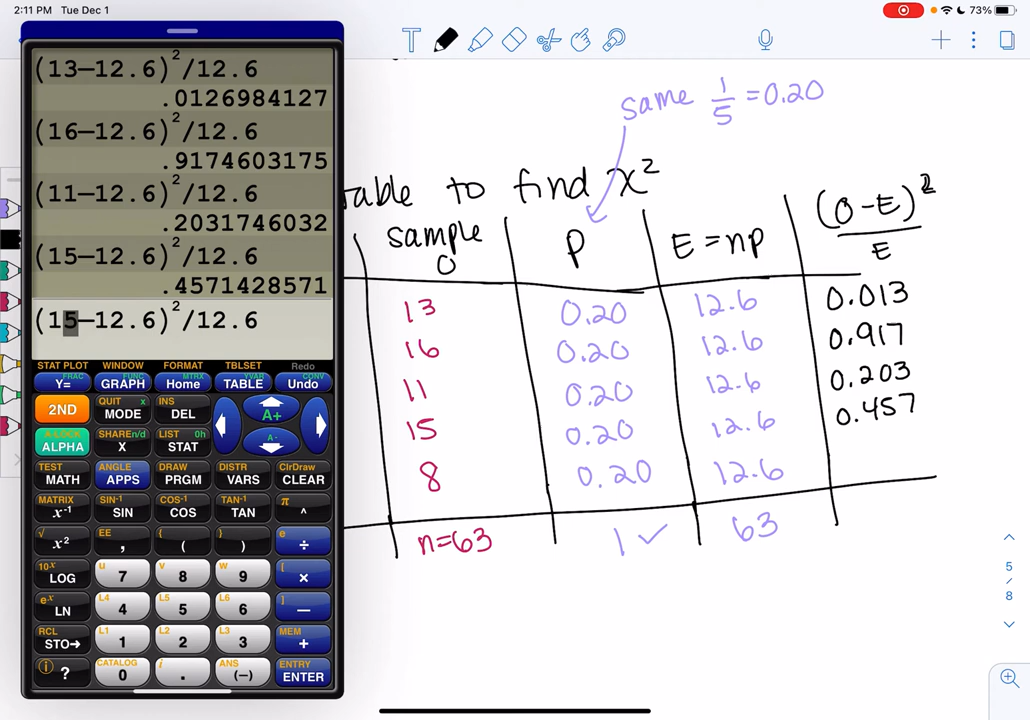 2:11 PM Tue Dec 1
73%
(13−12.6)²/12.6
.0126984127
(16−12.6)²/12.6
.9174603175
(11−12.6)²/12.6
.2031746032
(15−12.6)²/12.6
.4571428571
(15−12.6)²/12.6
STAT PLOT WINDOW FORMAT TBLSET Redo
Y= GRAPH Home TABLE Undo
QUIT x INS A+
2ND MODE DEL
A-LOCK SHARE n/d LIST 0h A-
ALPHA X STAT
TEST ANGLE DRAW DISTR ClrDraw
MATH APPS PRGM VARS CLEAR
MATRIX SIN⁻¹ COS⁻¹ TAN⁻¹ π
x⁻¹ SIN COS TAN ^
√ EE { } e
x² , ( ) ÷
10ˣ u v w [
LOG 7 8 9 ×
eˣ L4 L5 L6 ]
LN 4 5 6 −
RCL L1 L2 L3 MEM
STO→ 1 2 3 +
CATALOG i ANS ENTRY
? 0 . (−) ENTER
same 1/5 = 0.20
table to find x²
sample O P E = np (O - E)²/E
13 0.20 12.6 0.013
16 0.20 12.6 0.917
11 0.20 12.6 0.203
15 0.20 12.6 0.457
8 0.20 12.6
n=63 1 ✓ 63
5
/
8